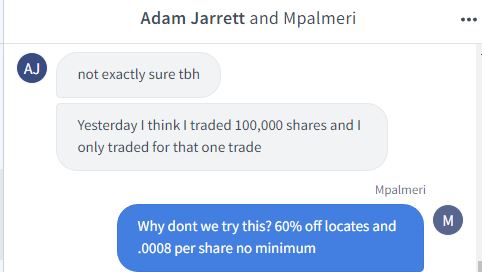 Adam Jarrett and Mpalmeri
AJ
not exactly sure tbh
Yesterday I think I traded 100,000 shares and I
only traded for that one trade
Mpalmeri
M
Why dont we try this? 60% off locates and
.0008 per share no minimum